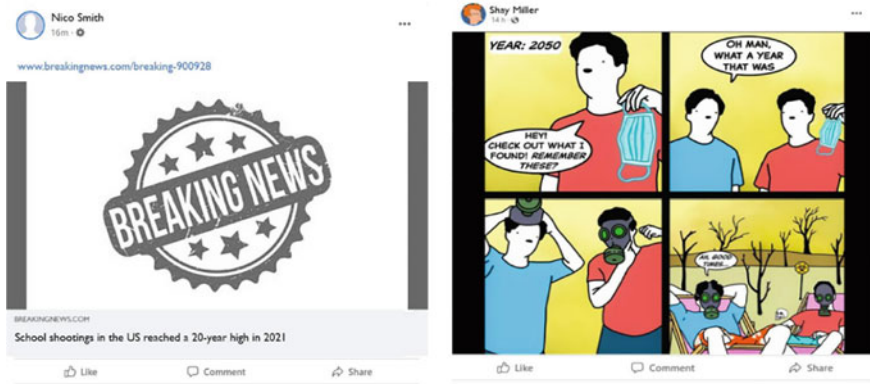 Nico Smith
16m
www.breakingnews.com/breaking-900928
BREAKING NEWS
BREAKINGNEWS.COM
School shootings in the US reached a 20-year high in 2021
Like Comment Share
Shay Miller
14 h
YEAR: 2050
HEY!
CHECK OUT WHAT I
FOUND! REMEMBER
THESE?
OH MAN,
WHAT A YEAR
THAT WAS
AH, GOOD
TIMES...
Like Comment Share